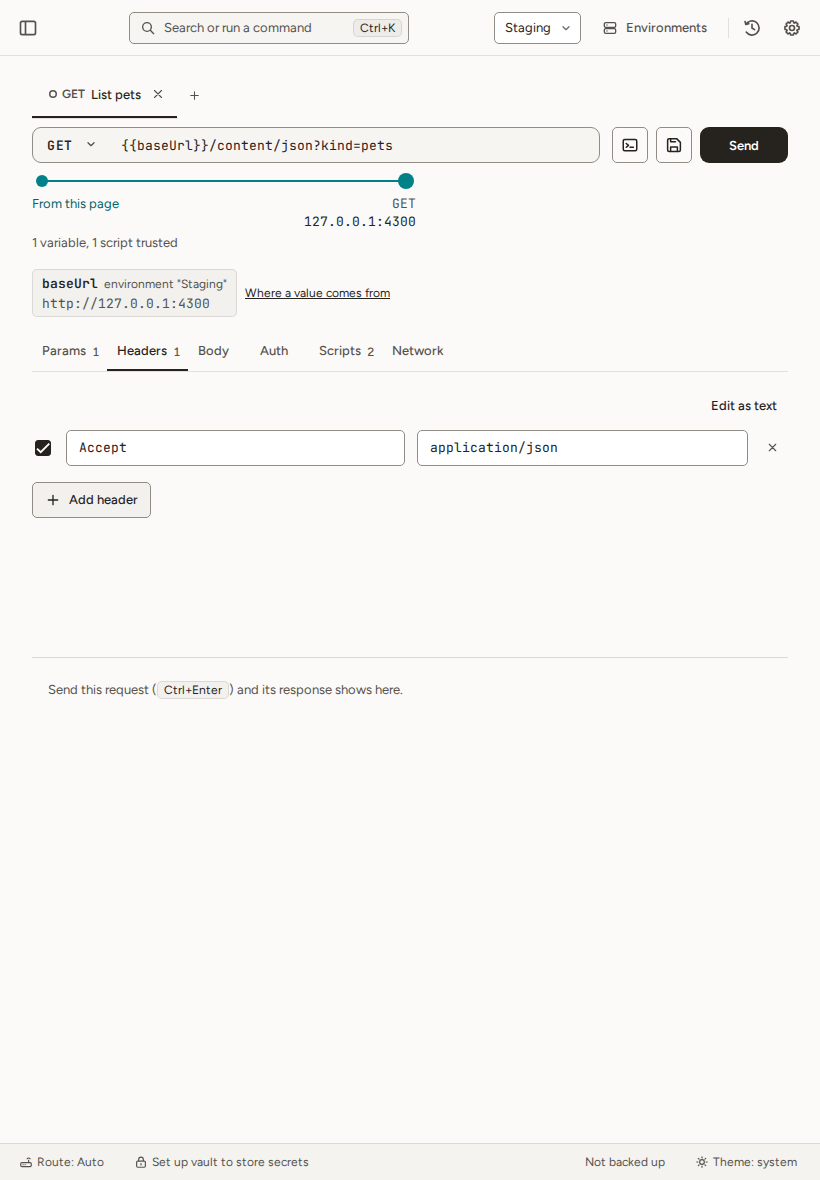 Search or run a command Ctrl+K Staging Environments
GET List pets
GET {{baseUrl}}/content/json?kind=pets Send
From this page GET
127.0.0.1:4300
1 variable, 1 script trusted
baseUrl environment "Staging"
http://127.0.0.1:4300
Where a value comes from
Params 1 Headers 1 Body Auth Scripts 2 Network
Edit as text
Accept application/json
Add header
Send this request (Ctrl+Enter) and its response shows here.
Route: Auto Set up vault to store secrets Not backed up Theme: system